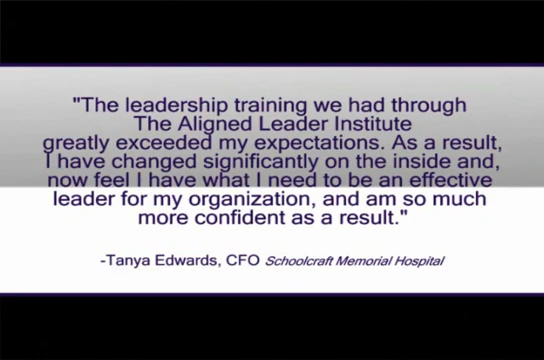 "The leadership training we had through
The Aligned Leader Institute
greatly exceeded my expectations. As a result,
I have changed significantly on the inside and,
now feel I have what I need to be an effective
leader for my organization, and am so much
more confident as a result."
-Tanya Edwards, CFO Schoolcraft Memorial Hospital